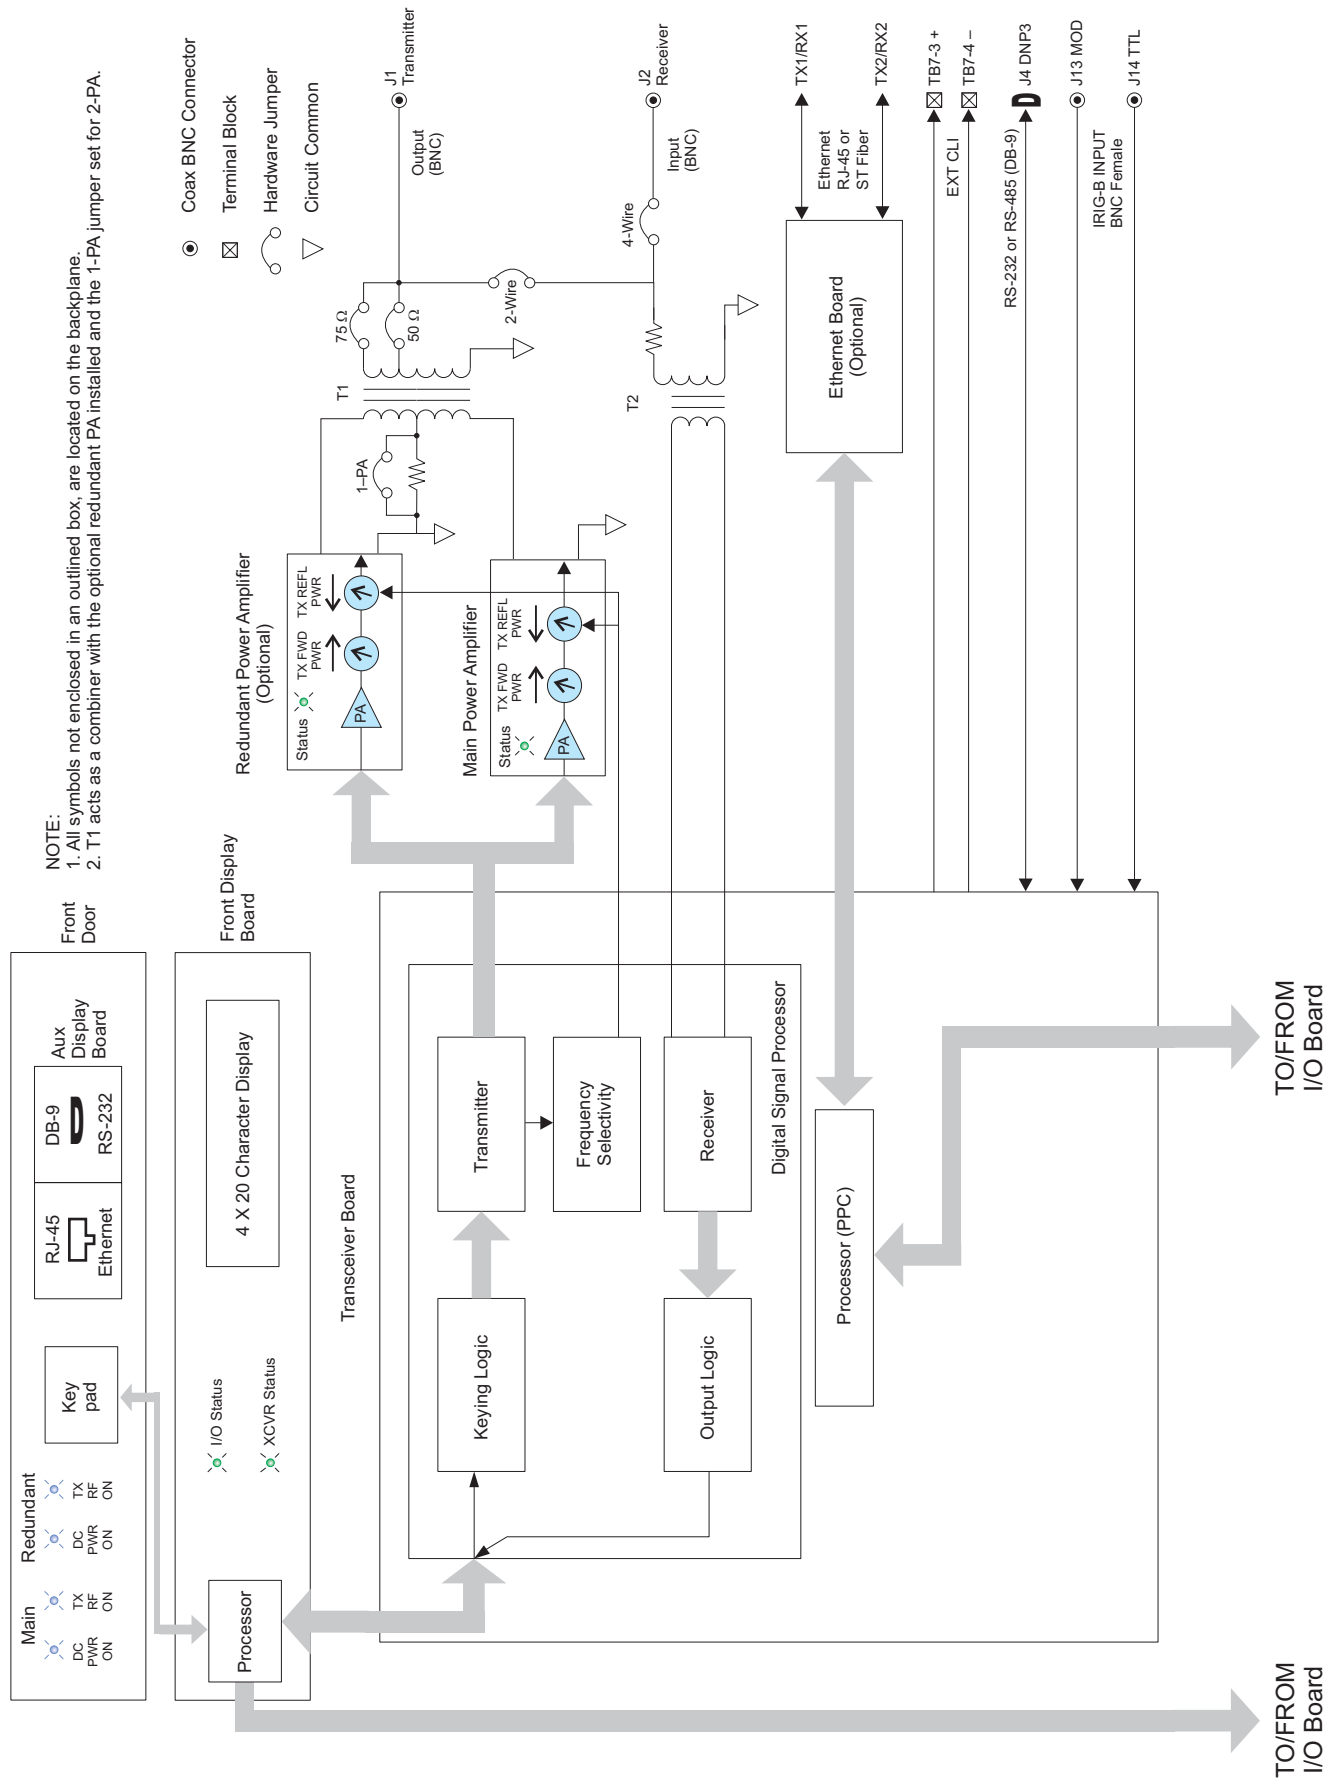 Main
Redundant
DC
PWR
ON
TX
RF
ON
DC
PWR
ON
TX
RF
ON
Key
pad
RJ-45
Ethernet
DB-9
RS-232
Aux
Display
Board
Front
Door
NOTE:
1. All symbols not enclosed in an outlined box, are located on the backplane.
2. T1 acts as a combiner with the optional redundant PA installed and the 1-PA jumper set for 2-PA.
Processor
I/O Status
XCVR Status
4 X 20 Character Display
Front Display
Board
Coax BNC Connector
Terminal Block
Hardware Jumper
Circuit Common
Redundant Power Amplifier
(Optional)
Status
TX FWD
PWR
TX REFL
PWR
PA
1–PA
T1
75 Ω
50 Ω
Output
(BNC)
J1
Transmitter
Main Power Amplifier
Status
TX FWD
PWR
TX REFL
PWR
PA
2-Wire
4-Wire
T2
Input
(BNC)
J2
Receiver
Transceiver Board
Keying Logic
Transmitter
Frequency
Selectivity
Output Logic
Receiver
Digital Signal Processor
Processor (PPC)
Ethernet Board
(Optional)
Ethernet
RJ-45 or
ST Fiber
TX1/RX1
TX2/RX2
EXT CLI
TB7-3 +
TB7-4 –
RS-232 or RS-485 (DB-9)
J4 DNP3
IRIG-B INPUT
BNC Female
J13 MOD
J14 TTL
TO/FROM
I/O Board
TO/FROM
I/O Board